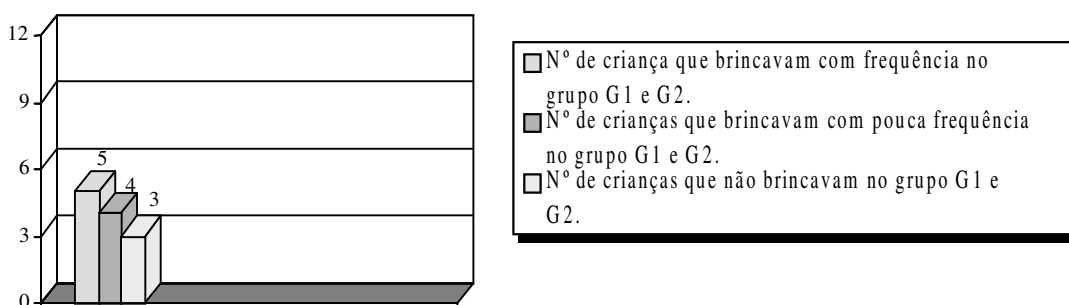 12
9
6
3
0
5
4
3
Nº de criança que brincavam com frequência no
grupo G1 e G2.
Nº de crianças que brincavam com pouca frequência
no grupo G1 e G2.
Nº de crianças que não brincavam no grupo G1 e
G2.